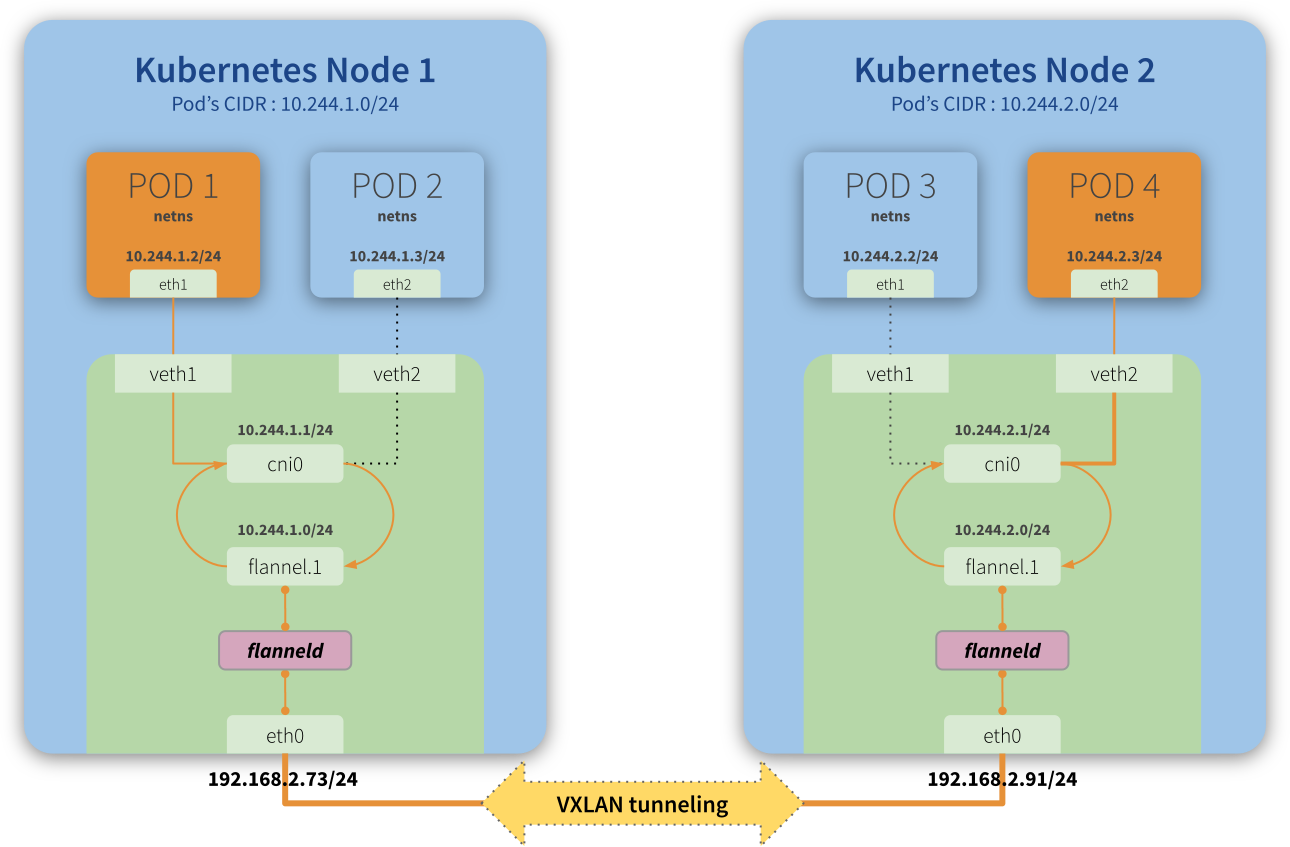 Kubernetes Node 1
Pod’s CIDR : 10.244.1.0/24
POD 1
netns
10.244.1.2/24
eth1
POD 2
netns
10.244.1.3/24
eth2
veth1
veth2
10.244.1.1/24
cni0
10.244.1.0/24
flannel.1
flanneld
eth0
192.168.2.73/24
Kubernetes Node 2
Pod’s CIDR : 10.244.2.0/24
POD 3
netns
10.244.2.2/24
eth1
POD 4
netns
10.244.2.3/24
eth2
veth1
veth2
10.244.2.1/24
cni0
10.244.2.0/24
flannel.1
flanneld
eth0
192.168.2.91/24
VXLAN tunneling